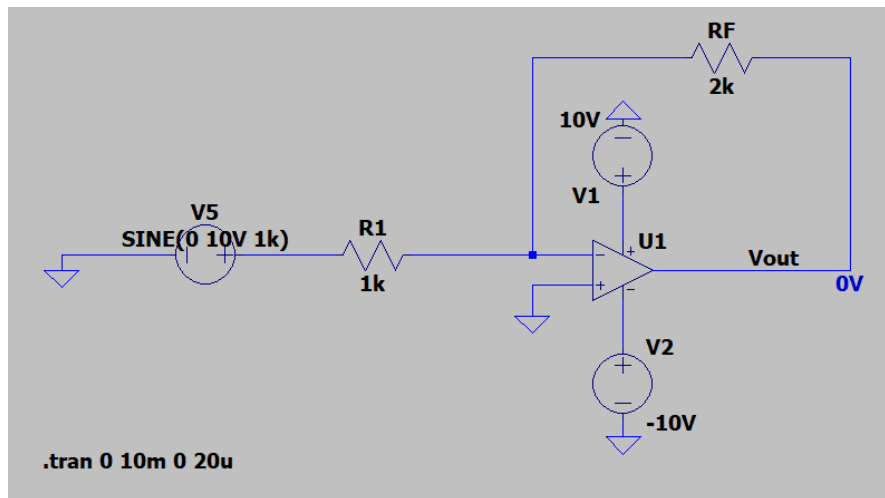 RF
2k
10V
V1
V5
SINE(0 10V 1k)
R1
1k
U1
Vout
0V
V2
-10V
.tran 0 10m 0 20u